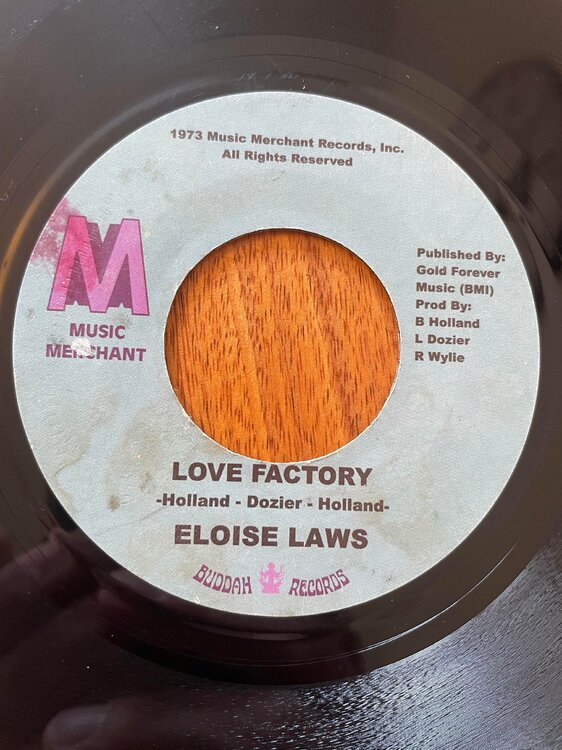 1973 Music Merchant Records, Inc.
All Rights Reserved
M
MUSIC
MERCHANT
Published By:
Gold Forever
Music (BMI)
Prod By:
B Holland
L Dozier
R Wylie
LOVE FACTORY
-Holland - Dozier - Holland-
ELOISE LAWS
BUDDAH RECORDS